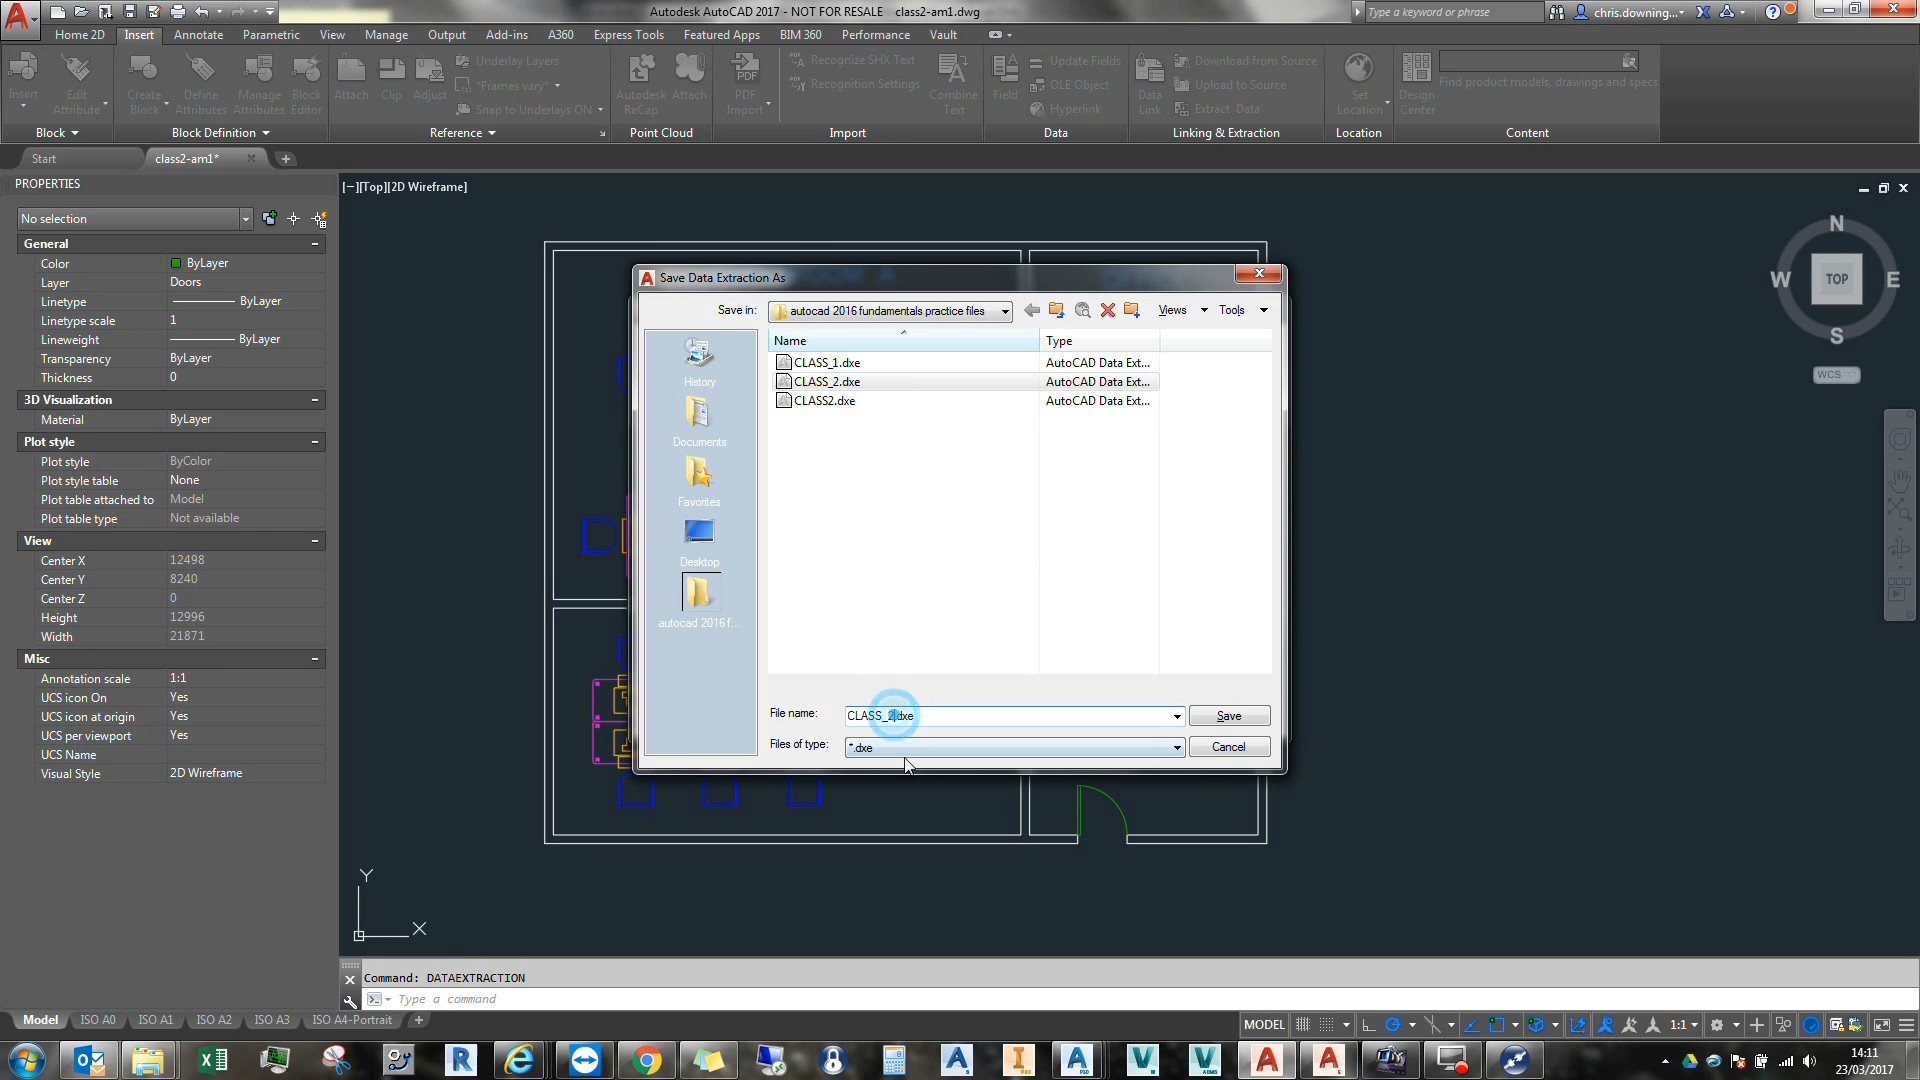 Autodesk AutoCAD 2017 - NOT FOR RESALE class2-am1.dwg
Type a keyword or phrase
chris.downing...
Home 2D Insert Annotate Parametric View Manage Output Add-ins A360 Express Tools Featured Apps BIM 360 Performance Vault
Insert
Edit Attribute
Create Block
Define Attributes
Manage Attributes
Block Editor
Attach
Clip
Adjust
Underlay Layers
*Frames vary*
Snap to Underlays ON
Autodesk ReCap
Attach
PDF Import
Recognize SHX Text
Recognition Settings
Combine Text
Field
Update Fields
OLE Object
Hyperlink
Data Link
Download from Source
Upload to Source
Extract Data
Set Location
Design Center
Find product models, drawings and specs
Block Block Definition Reference Point Cloud Import Data Linking & Extraction Location Content
Start class2-am1*
PROPERTIES
No selection
General
Color ByLayer
Layer Doors
Linetype ByLayer
Linetype scale 1
Lineweight ByLayer
Transparency ByLayer
Thickness 0
3D Visualization
Material ByLayer
Plot style
Plot style ByColor
Plot style table None
Plot table attached to Model
Plot table type Not available
View
Center X 12498
Center Y 8240
Center Z 0
Height 12996
Width 21871
Misc
Annotation scale 1:1
UCS icon On Yes
UCS icon at origin Yes
UCS per viewport Yes
UCS Name
Visual Style 2D Wireframe
[−][Top][2D Wireframe]
N
W TOP E
S
WCS
Save Data Extraction As
Save in: autocad 2016 fundamentals practice files Views Tools
Name Type
CLASS_1.dxe AutoCAD Data Ext...
CLASS_2.dxe AutoCAD Data Ext...
CLASS2.dxe AutoCAD Data Ext...
History
Documents
Favorites
Desktop
autocad 2016 f...
File name: CLASS_2.dxe Save
Files of type: *.dxe Cancel
Y
X
Command: DATAEXTRACTION
Type a command
Model ISO A0 ISO A1 ISO A2 ISO A3 ISO A4-Portrait
MODEL 1:1
14:11
23/03/2017